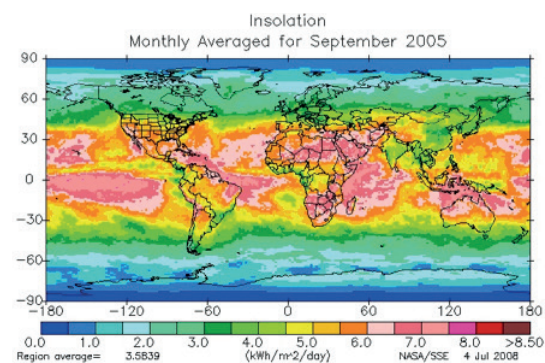 Insolation
Monthly Averaged for September 2005
90
60
30
0
−30
−60
−90
−180 −120 −60 0 60 120 180
0.0 1.0 2.0 3.0 4.0 5.0 6.0 7.0 8.0 >8.50
Region average= 3.5839 (kWh/m^2/day) NASA/SSE 4 Jul 2008